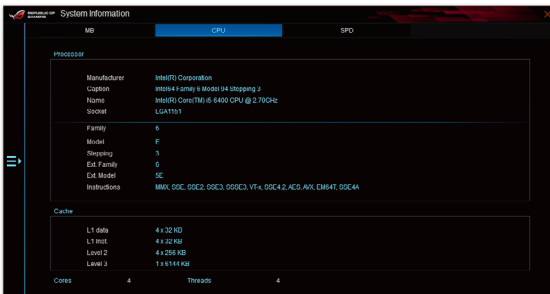 REPUBLIC OF GAMERS System Information
MB CPU SPD
Processor
Manufacturer Intel(R) Corporation
Caption Intel64 Family 6 Model 94 Stepping 3
Name Intel(R) Core(TM) i5 6400 CPU @ 2.70GHz
Socket LGA1151
Family 6
Model E
Stepping 3
Ext. Family 6
Ext. Model 5E
Instructions MMX, SSE, SSE2, SSE3, SSSE3, VT-x, SSE4.2, AES, AVX, EM64T, SSE4A
Cache
L1 data 4 x 32 KB
L1 Inst. 4 x 32 KB
Level 2 4 x 256 KB
Level 3 1 x 6144 KB
Cores 4 Threads 4